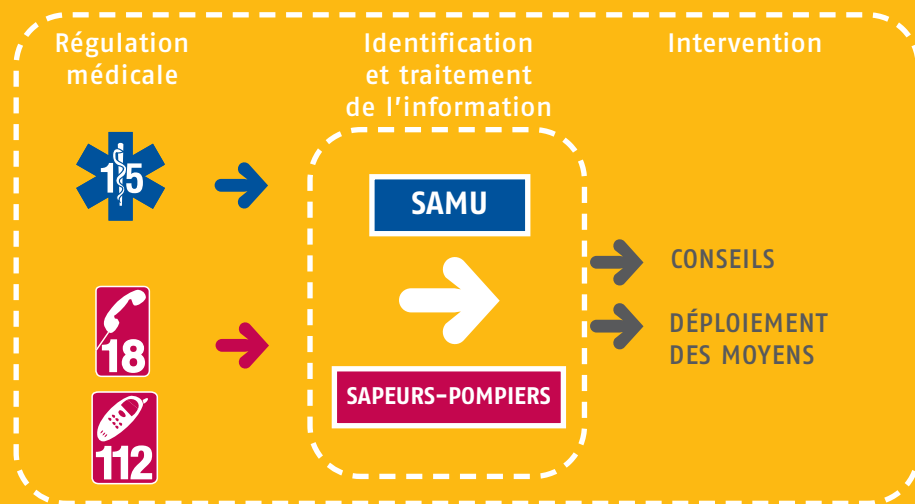 Régulation
médicale
Identification
et traitement
de l'information
Intervention
15
SAMU
CONSEILS
18
DÉPLOIEMENT
DES MOYENS
SAPEURS-POMPIERS
112